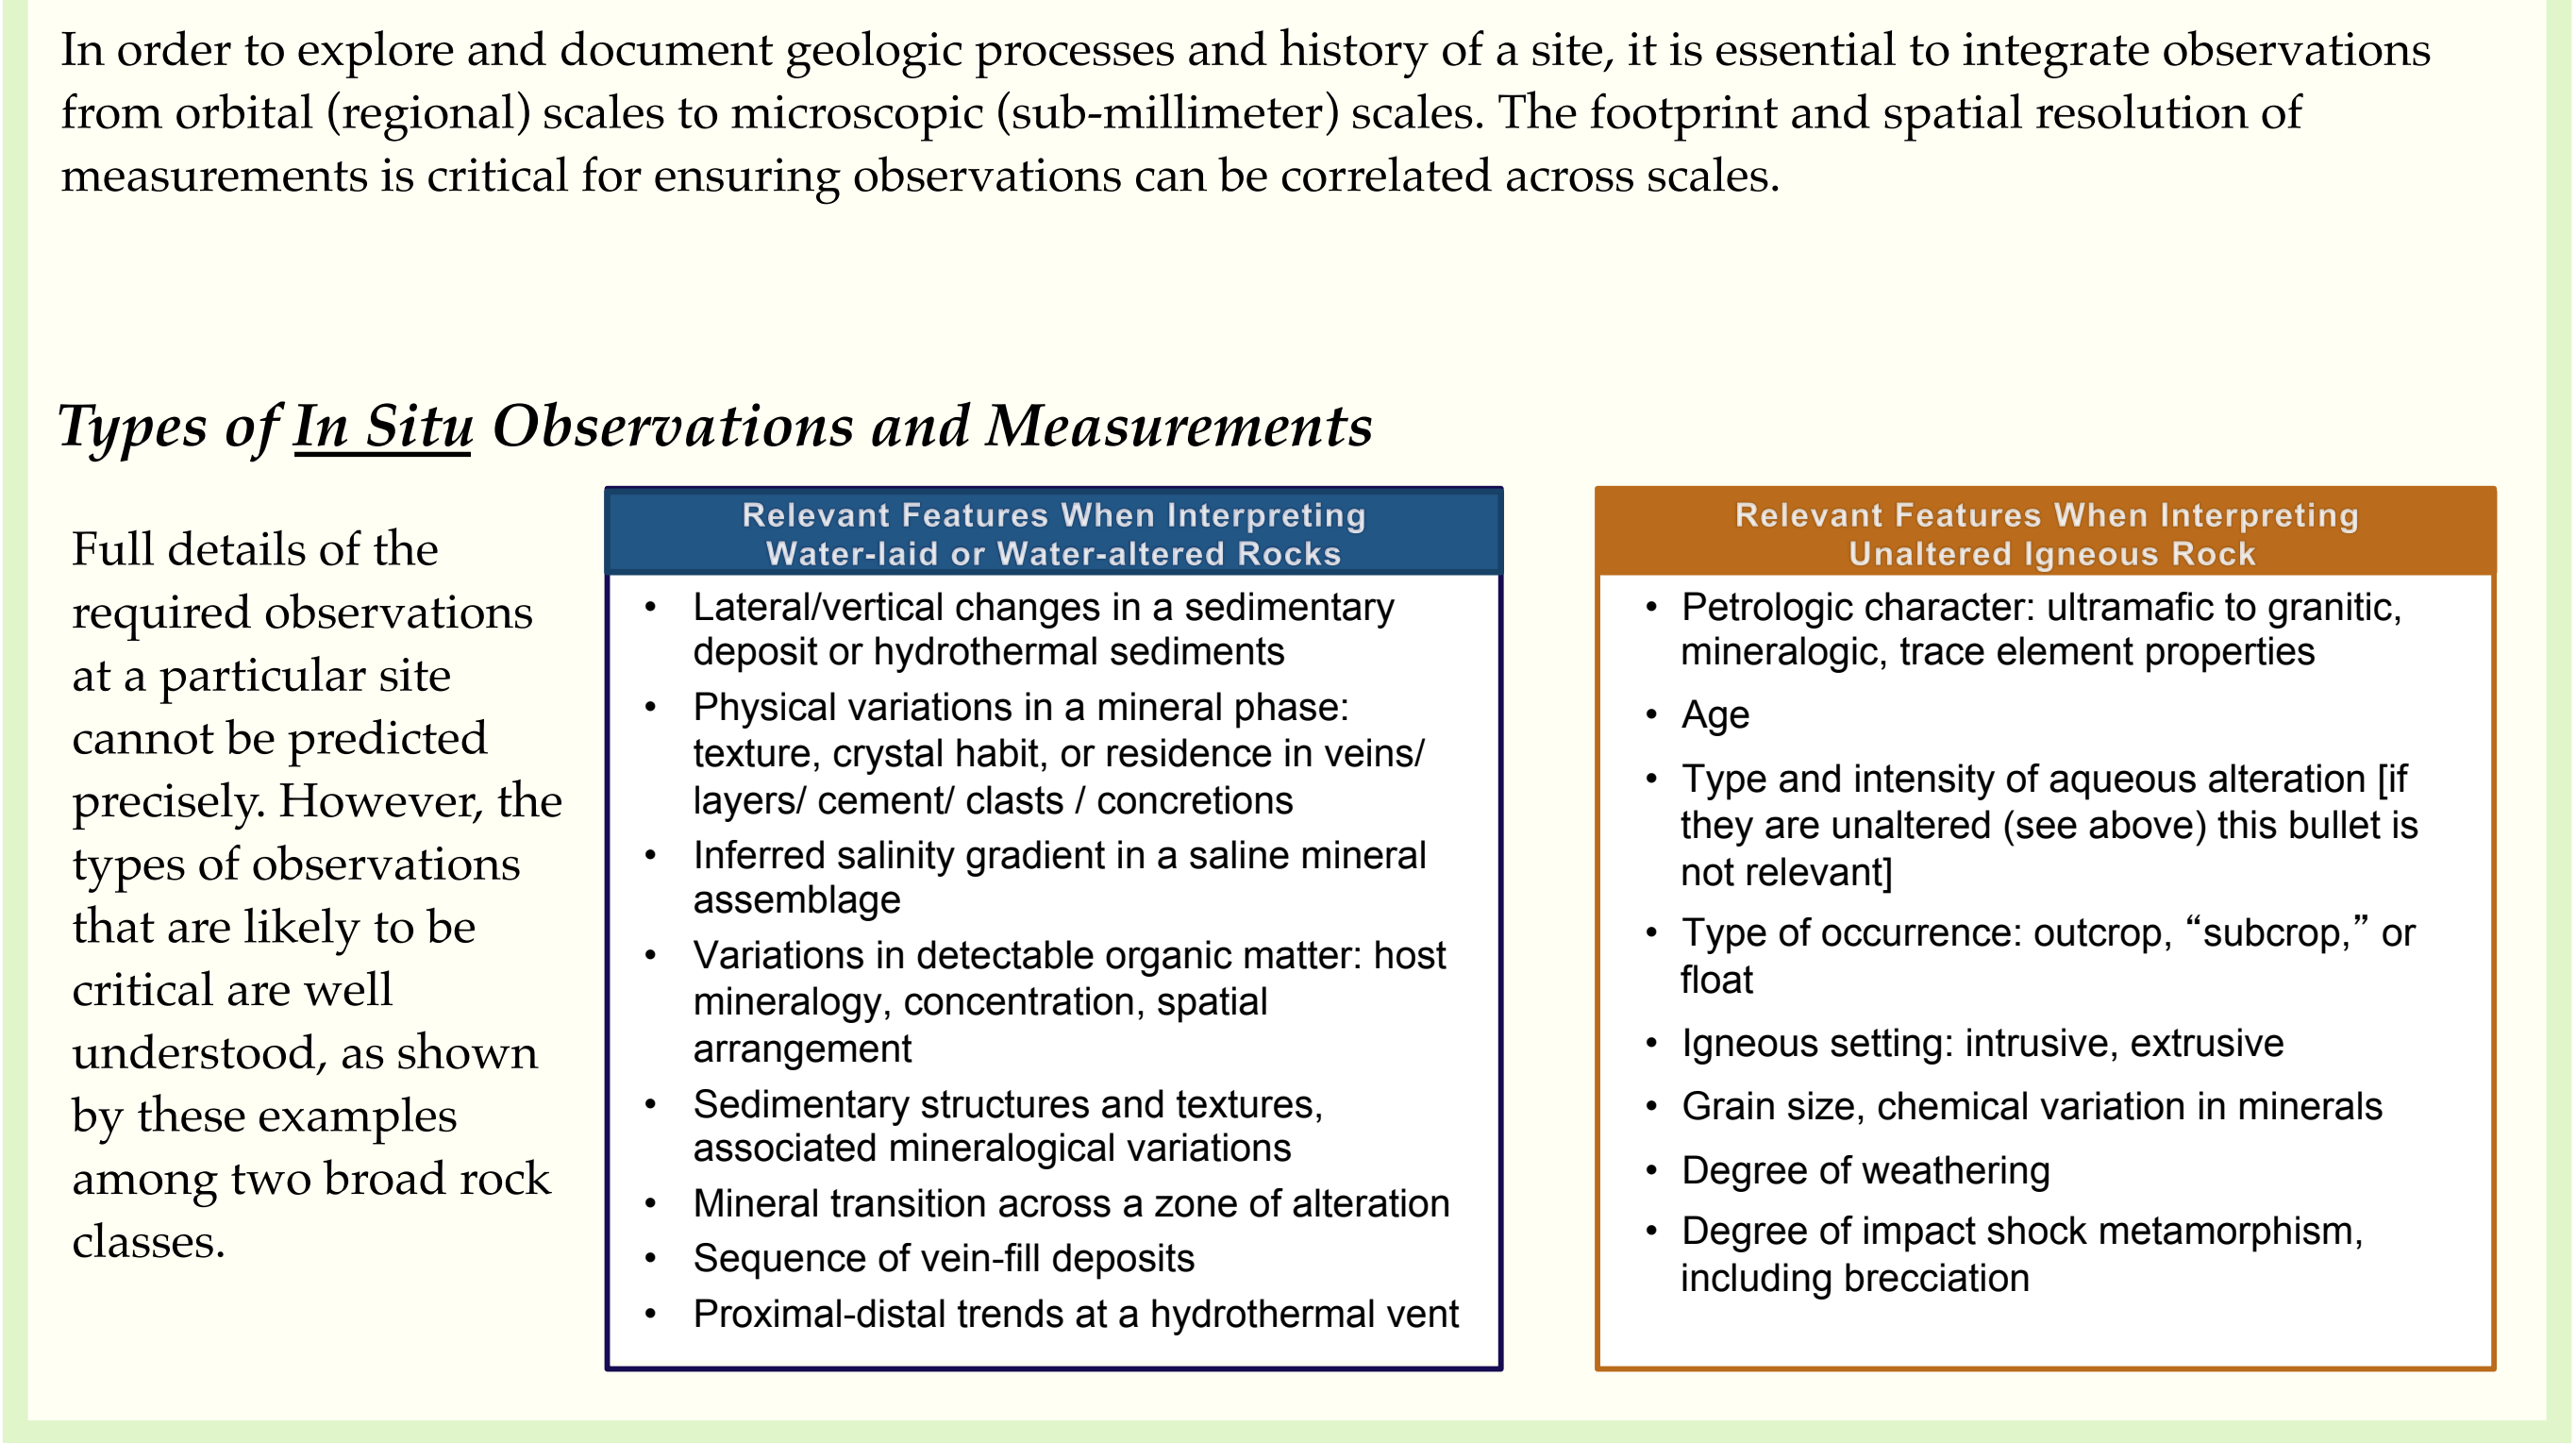 In order to explore and document geologic processes and history of a site, it is essential to integrate observations
from orbital (regional) scales to microscopic (sub-millimeter) scales. The footprint and spatial resolution of
measurements is critical for ensuring observations can be correlated across scales.
Types of In Situ Observations and Measurements
Full details of the
required observations
at a particular site
cannot be predicted
precisely. However, the
types of observations
that are likely to be
critical are well
understood, as shown
by these examples
among two broad rock
classes.
Relevant Features When Interpreting
Water-laid or Water-altered Rocks
• Lateral/vertical changes in a sedimentary
deposit or hydrothermal sediments
• Physical variations in a mineral phase:
texture, crystal habit, or residence in veins/
layers/ cement/ clasts / concretions
• Inferred salinity gradient in a saline mineral
assemblage
• Variations in detectable organic matter: host
mineralogy, concentration, spatial
arrangement
• Sedimentary structures and textures,
associated mineralogical variations
• Mineral transition across a zone of alteration
• Sequence of vein-fill deposits
• Proximal-distal trends at a hydrothermal vent
Relevant Features When Interpreting
Unaltered Igneous Rock
• Petrologic character: ultramafic to granitic,
mineralogic, trace element properties
• Age
• Type and intensity of aqueous alteration [if
they are unaltered (see above) this bullet is
not relevant]
• Type of occurrence: outcrop, “subcrop,” or
float
• Igneous setting: intrusive, extrusive
• Grain size, chemical variation in minerals
• Degree of weathering
• Degree of impact shock metamorphism,
including brecciation